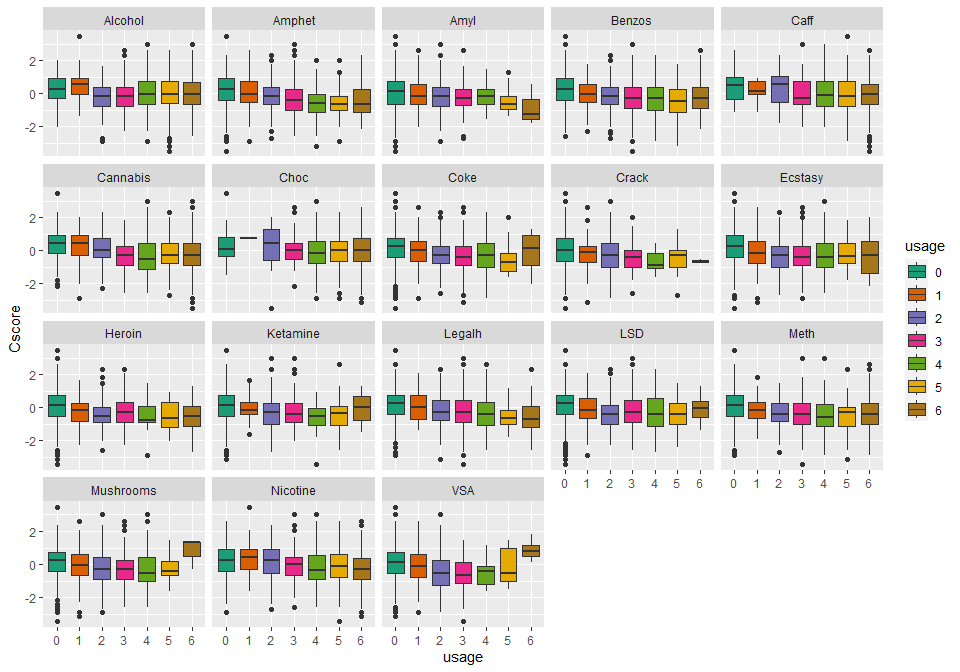 Alcohol Amphet Amyl Benzos Caff
2
0
-2
Cannabis Choc Coke Crack Ecstasy
2
0
-2
Heroin Ketamine Legalh LSD Meth
2
0
-2
0 1 2 3 4 5 6 0 1 2 3 4 5 6
Mushrooms Nicotine VSA
2
0
-2
0 1 2 3 4 5 6 0 1 2 3 4 5 6 0 1 2 3 4 5 6
usage
Cscore
usage
0
1
2
3
4
5
6